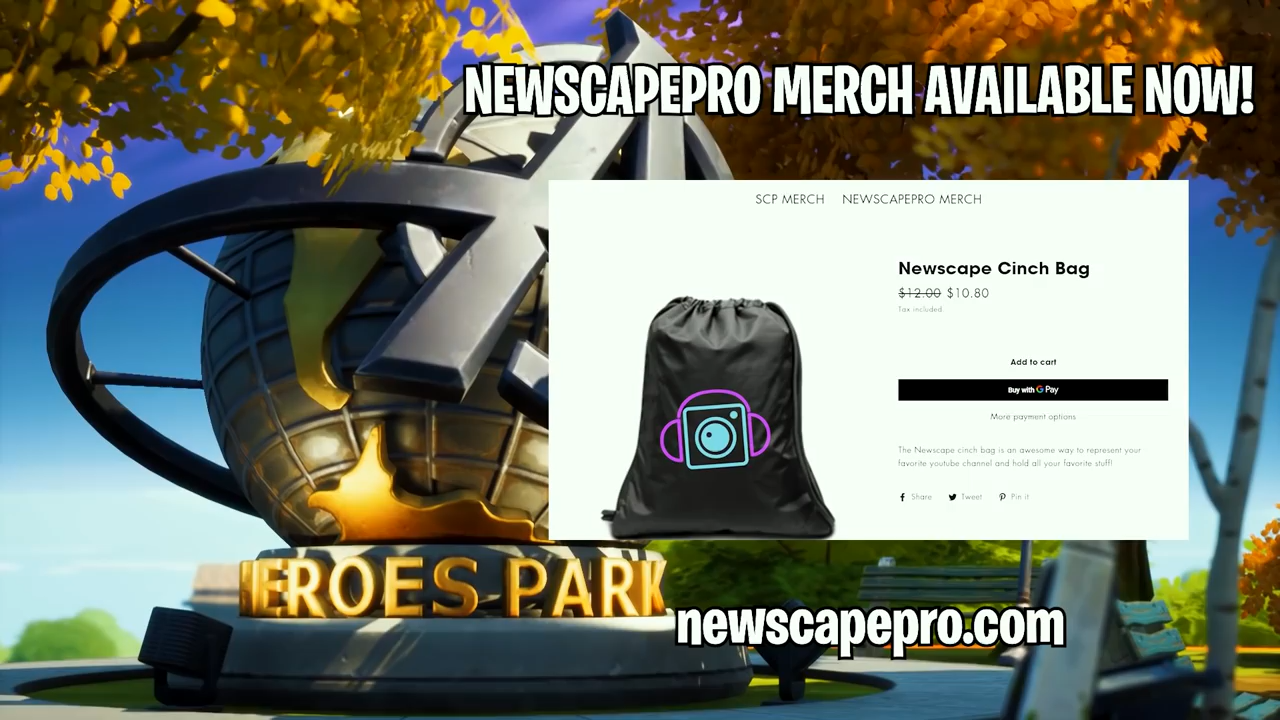 NEWSCAPEPRO MERCH AVAILABLE NOW!
SCP MERCH NEWSCAPEPRO MERCH
Newscape Cinch Bag
$12.00 $10.80
Tax included.
Add to cart
Buy with G Pay
More payment options
The Newscape cinch bag is an awesome way to represent your
favorite youtube channel and hold all your favorite stuff!
Share Tweet Pin it
HEROES PARK
newscapepro.com